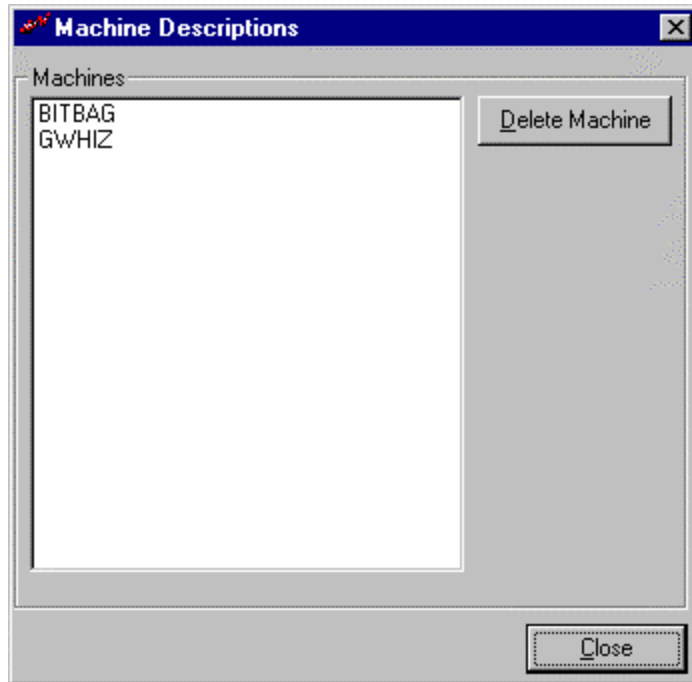 Machine Descriptions
Machines
BITBAG
GWHIZ
Delete Machine
Close